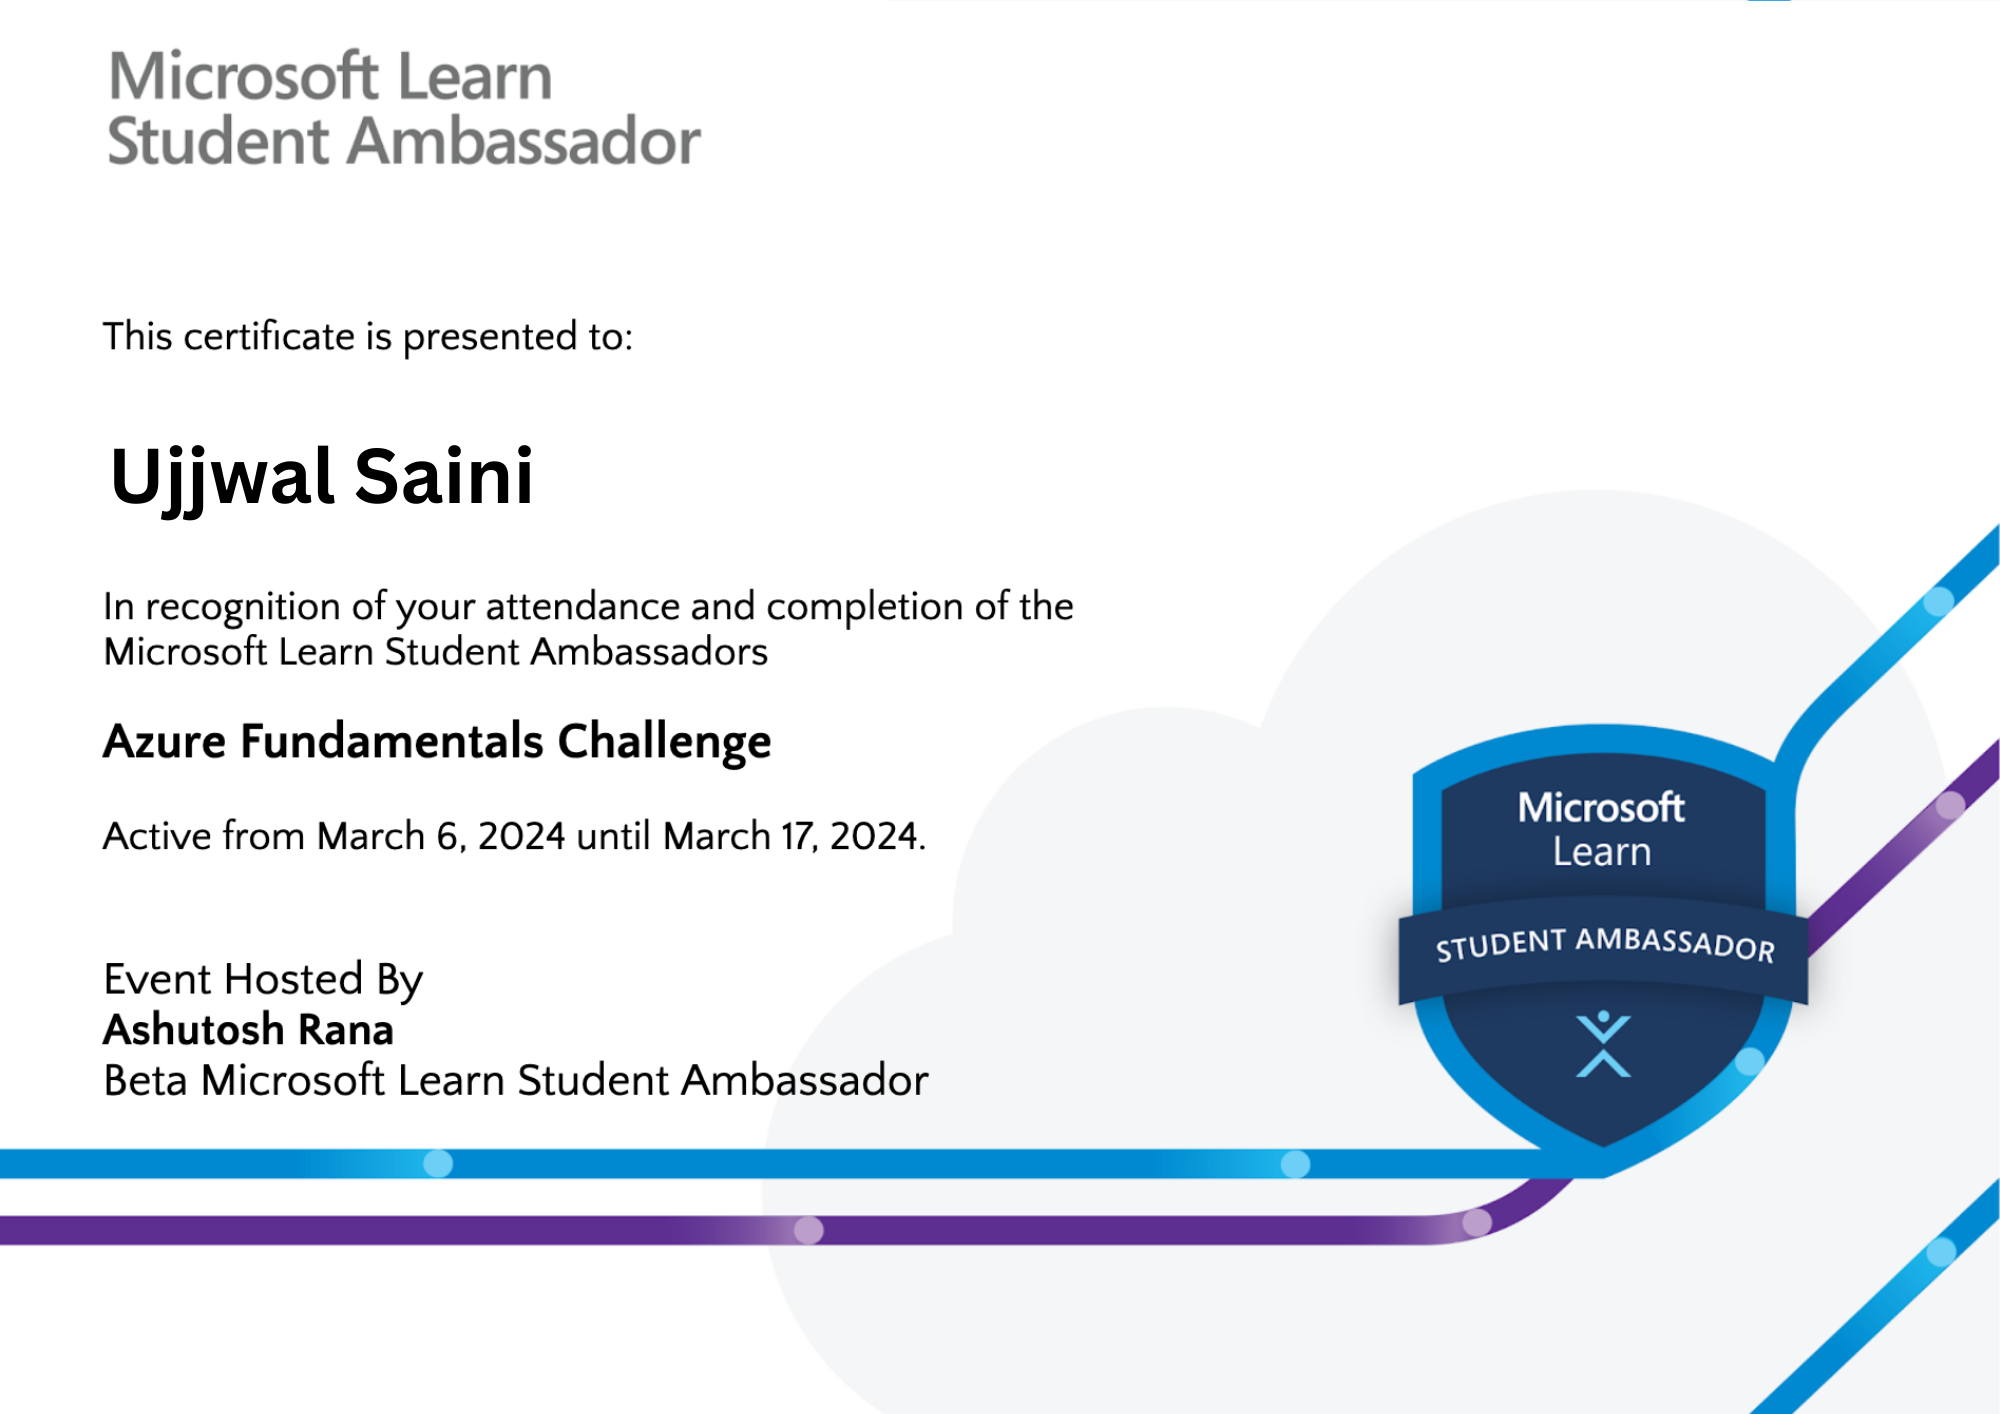 Microsoft Learn
Student Ambassador
This certificate is presented to:
Ujjwal Saini
In recognition of your attendance and completion of the
Microsoft Learn Student Ambassadors
Azure Fundamentals Challenge
Active from March 6, 2024 until March 17, 2024.
Event Hosted By
Ashutosh Rana
Beta Microsoft Learn Student Ambassador
Microsoft
Learn
STUDENT AMBASSADOR